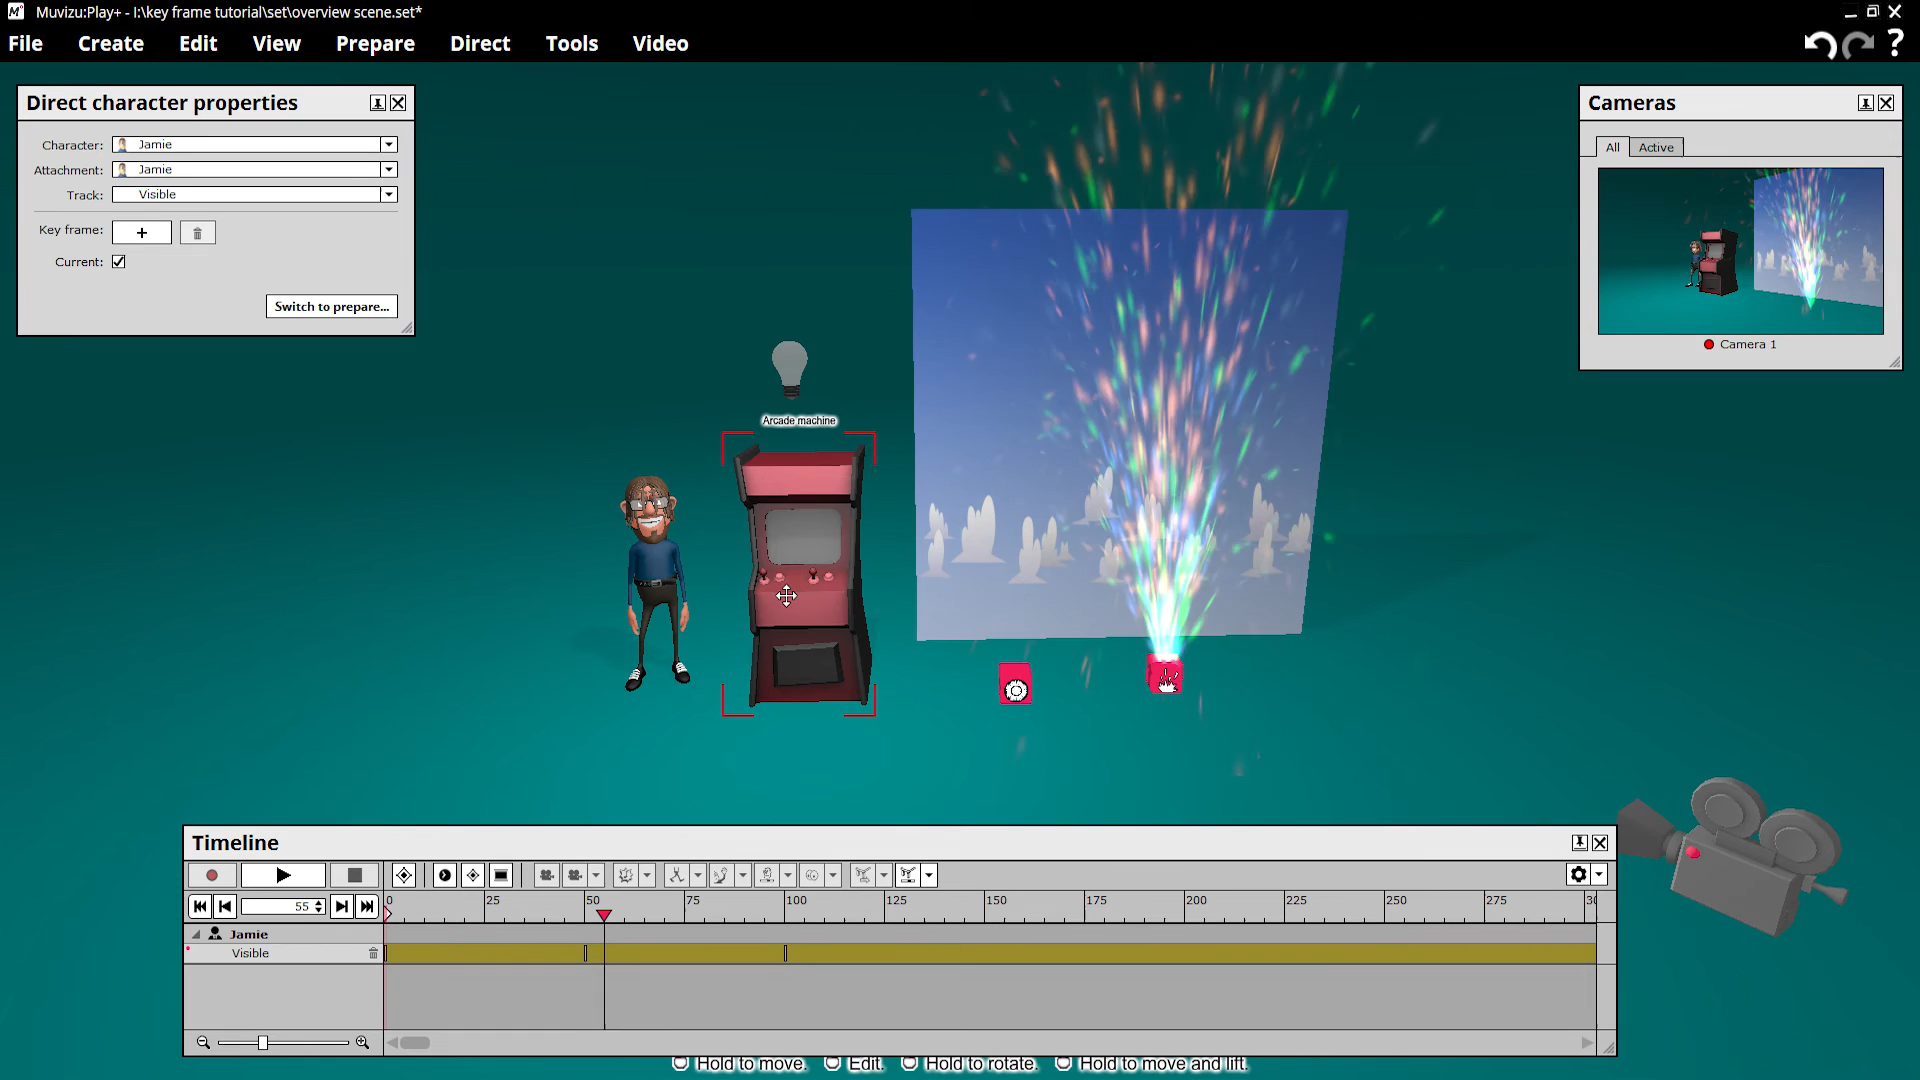 Muvizu:Play+ - I:\key frame tutorial\set\overview scene.set*
File Create Edit View Prepare Direct Tools Video ?
Direct character properties
Character: Jamie
Attachment: Jamie
Track: Visible
Key frame: +
Current:
Switch to prepare...
Cameras
All Active
Camera 1
Arcade machine
Timeline
55 0 25 50 75 100 125 150 175 200 225 250 275
Jamie
Visible
Hold to move. Edit. Hold to rotate. Hold to move and lift.